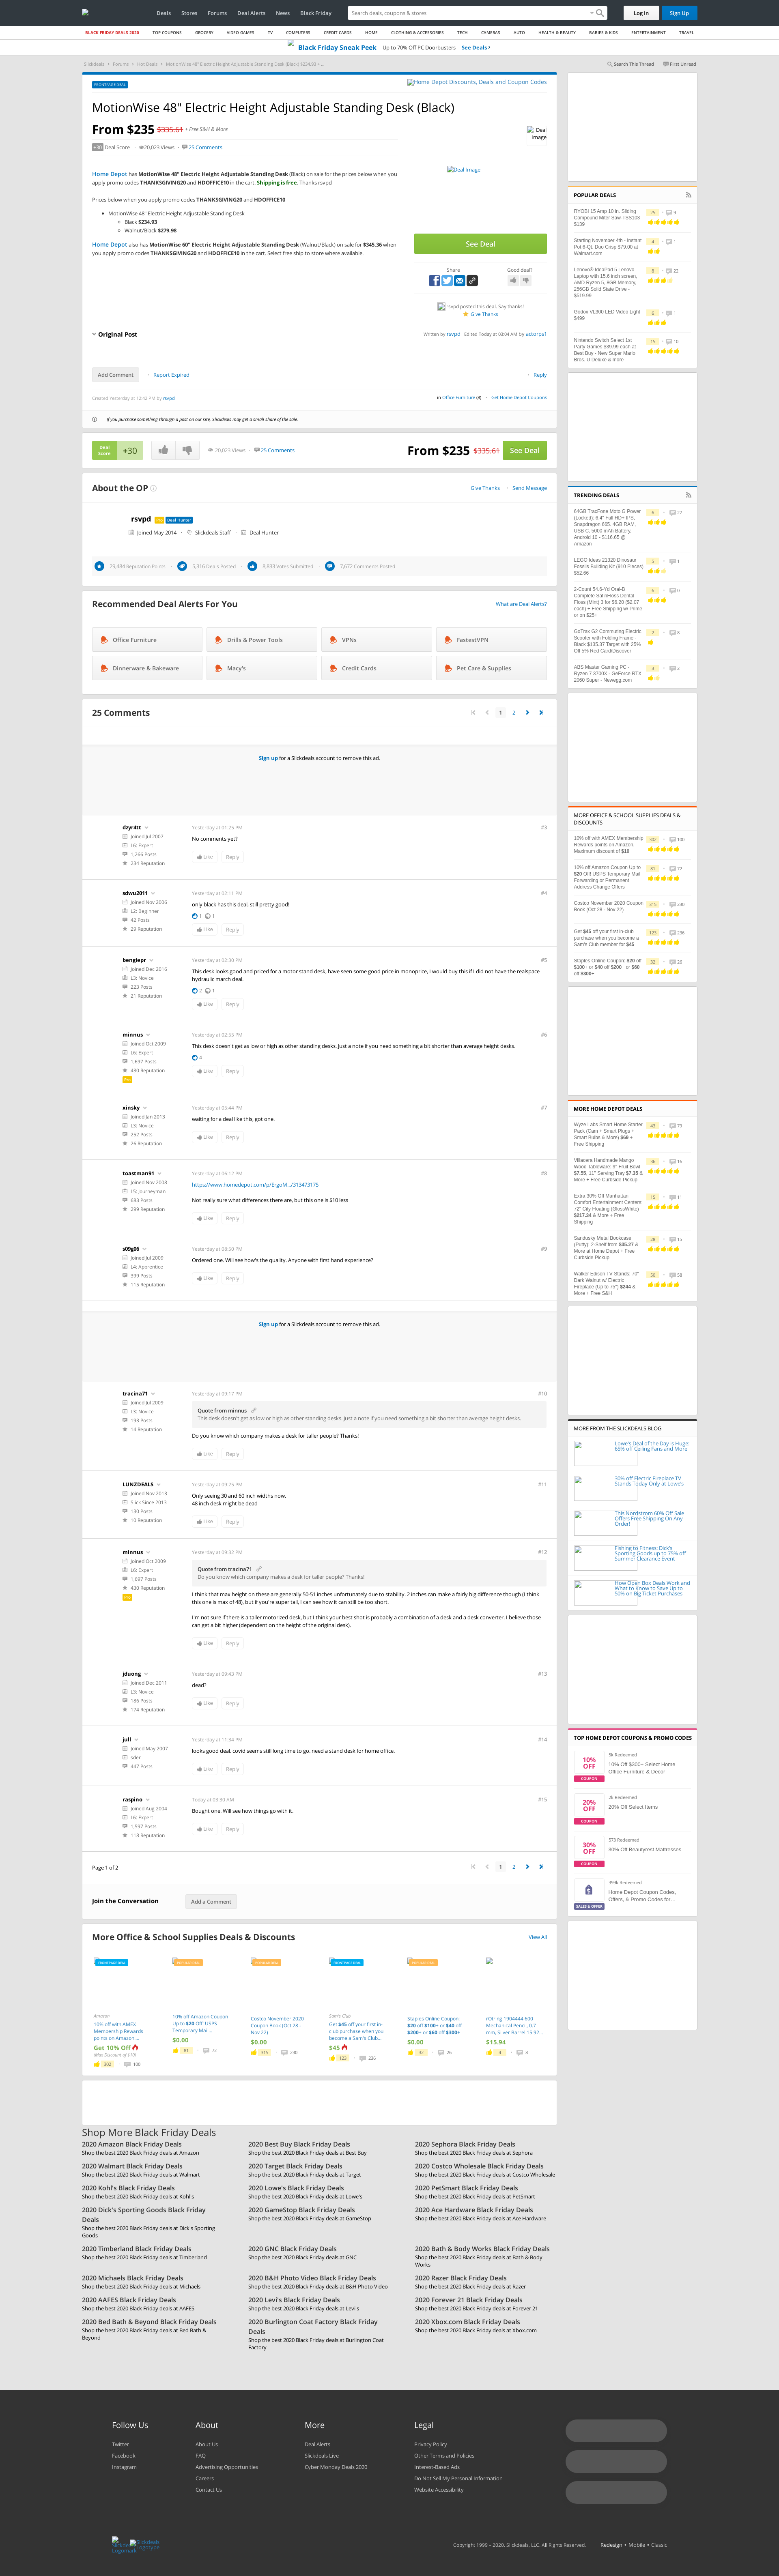 Deals Stores Forums Deal Alerts News Black Friday
Search deals, coupons & stores
Log In
Sign Up
BLACK FRIDAY DEALS 2020 TOP COUPONS GROCERY VIDEO GAMES TV COMPUTERS CREDIT CARDS HOME CLOTHING & ACCESSORIES TECH CAMERAS AUTO HEALTH & BEAUTY BABIES & KIDS ENTERTAINMENT TRAVEL
Black Friday Sneak Peek Up to 70% Off PC Doorbusters See Deals
Slickdeals Forums Hot Deals MotionWise 48" Electric Height Adjustable Standing Desk (Black) $234.93 + ...
Search This Thread First Unread
FRONTPAGE DEAL
Home Depot Discounts, Deals and Coupon Codes
MotionWise 48" Electric Height Adjustable Standing Desk (Black)
From $235 $335.61 + Free S&H & More
Deal Image
+30 Deal Score 20,023 Views 25 Comments
Deal Image
Home Depot has MotionWise 48" Electric Height Adjustable Standing Desk (Black) on sale for the prices below when you
apply promo codes THANKSGIVING20 and HDOFFICE10 in the cart. Shipping is free. Thanks rsvpd
Prices below when you apply promo codes THANKSGIVING20 and HDOFFICE10
MotionWise 48" Electric Height Adjustable Standing Desk
Black $234.93
Walnut/Black $279.98
Home Depot also has MotionWise 60" Electric Height Adjustable Standing Desk (Walnut/Black) on sale for $345.36 when
you apply promo codes THANKSGIVING20 and HDOFFICE10 in the cart. Select free ship to store where available.
See Deal
Share
Good deal?
rsvpd posted this deal. Say thanks!
Give Thanks
Original Post
Written by rsvpd Edited Today at 03:04 AM by actorps1
Add Comment Report Expired Reply
Created Yesterday at 12:42 PM by rsvpd
in Office Furniture (8) Get Home Depot Coupons
If you purchase something through a post on our site, Slickdeals may get a small share of the sale.
Deal Score +30
20,023 Views 25 Comments
From $235 $335.61 See Deal
About the OP
Give Thanks Send Message
rsvpd Pro Deal Hunter
Joined May 2014 Slickdeals Staff Deal Hunter
23,484 Reputation Points 5,316 Deals Posted 8,833 Votes Submitted 7,672 Comments Posted
Recommended Deal Alerts For You
What are Deal Alerts?
Office Furniture Drills & Power Tools VPNs FastestVPN
Dinnerware & Bakeware Macy's Credit Cards Pet Care & Supplies
25 Comments
1 2
Sign up for a Slickdeals account to remove this ad.
dzyr4tt
Joined Jul 2007
L6: Expert
1,266 Posts
234 Reputation
Yesterday at 01:25 PM #3
No comments yet?
Like Reply
sdwu2011
Joined Nov 2006
L2: Beginner
42 Posts
29 Reputation
Yesterday at 02:11 PM #4
only black has this deal, still pretty good!
1 1
Like Reply
bengiepr
Joined Dec 2016
L3: Novice
223 Posts
21 Reputation
Yesterday at 02:30 PM #5
This desk looks good and priced for a motor stand desk, have seen some good price in monoprice, I would buy this if I did not have the realspace
hydraulic march deal.
2 1
Like Reply
minnus
Joined Oct 2009
L6: Expert
1,697 Posts
430 Reputation
Pro
Yesterday at 02:55 PM #6
This desk doesn't get as low or high as other standing desks. Just a note if you need something a bit shorter than average height desks.
4
Like Reply
xinsky
Joined Jan 2013
L3: Novice
252 Posts
26 Reputation
Yesterday at 05:44 PM #7
waiting for a deal like this, got one.
Like Reply
toastman91
Joined Nov 2008
L5: Journeyman
683 Posts
299 Reputation
Yesterday at 06:12 PM #8
https://www.homedepot.com/p/ErgoM.../313473175
Not really sure what differences there are, but this one is $10 less
Like Reply
s09g06
Joined Jul 2009
L4: Apprentice
399 Posts
115 Reputation
Yesterday at 08:50 PM #9
Ordered one. Will see how's the quality. Anyone with first hand experience?
Like Reply
Sign up for a Slickdeals account to remove this ad.
tracina71
Joined Jul 2009
L3: Novice
193 Posts
14 Reputation
Yesterday at 09:17 PM #10
Quote from minnus
This desk doesn't get as low or high as other standing desks. Just a note if you need something a bit shorter than average height desks.
Do you know which company makes a desk for taller people? Thanks!
Like Reply
LUNZDEALS
Joined Nov 2013
Slick Since 2013
130 Posts
10 Reputation
Yesterday at 09:25 PM #11
Only seeing 30 and 60 inch widths now.
48 inch desk might be dead
Like Reply
minnus
Joined Oct 2009
L6: Expert
1,697 Posts
430 Reputation
Pro
Yesterday at 09:32 PM #12
Quote from tracina71
Do you know which company makes a desk for taller people? Thanks!
I think that max height on these are generally 50-51 inches unfortunately due to stability. 2 inches can make a fairly big difference though (I think
this one is max of 48), but if you're super tall, I can see how it can still be too short.
I'm not sure if there is a taller motorized desk, but I think your best shot is probably a combination of a desk and a desk converter. I believe those
can get a bit higher (dependent on the height of the original desk).
Like Reply
jduong
Joined Dec 2011
L3: Novice
186 Posts
174 Reputation
Yesterday at 09:43 PM #13
dead?
Like Reply
jull
Joined May 2007
sder
447 Posts
Yesterday at 11:34 PM #14
looks good deal. covid seems still long time to go. need a stand desk for home office.
Like Reply
raspino
Joined Aug 2004
L6: Expert
1,597 Posts
118 Reputation
Today at 03:30 AM #15
Bought one. Will see how things go with it.
Like Reply
Page 1 of 2
1 2
Join the Conversation Add a Comment
More Office & School Supplies Deals & Discounts View All
Amazon
10% off with AMEX
Membership Rewards
points on Amazon....
Get 10% Off
(Max Discount of $10)
302 100
10% off Amazon Coupon
Up to $20 Off! USPS
Temporary Mail...
$0.00
81 72
Costco November 2020
Coupon Book (Oct 28 -
Nov 22)
$0.00
315 230
Sam's Club
Get $45 off your first in-
club purchase when you
become a Sam's Club...
$45
123 236
Staples Online Coupon:
$20 off $100+ or $40 off
$200+ or $60 off $300+
$0.00
32 26
rOtring 1904444 600
Mechanical Pencil, 0.7
mm, Silver Barrel 15.92...
$15.94
4 8
POPULAR DEALS
RYOBI 15 Amp 10 in. Sliding
Compound Miter Saw TSS103
$139
25 9
Starting November 4th - Instant
Pot 6-Qt. Duo Crisp $79.00 at
Walmart.com
4 1
Lenovo® IdeaPad 5 Lenovo
Laptop with 15.6 inch screen,
AMD Ryzen 5, 8GB Memory,
256GB Solid State Drive -
$519.99
8 22
Godox VL300 LED Video Light
$499
5 1
Nintendo Switch Select 1st
Party Games $39.99 each at
Best Buy - New Super Mario
Bros. U Deluxe & more
15 10
TRENDING DEALS
64GB TracFone Moto G Power
(Locked): 6.4" Full HD+ IPS,
Snapdragon 665, 4GB RAM,
USB C, 5000 mAh Battery,
Android 10 - $116.65 @
Amazon
6 27
LEGO Ideas 21320 Dinosaur
Fossils Building Kit (910 Pieces)
$52.66
5 1
2-Count 54.6-Yd Oral-B
Complete SatinFloss Dental
Floss (Mint) 3 for $6.20 ($2.07
each) + Free Shipping w/ Prime
or on $25+
6 0
GoTrax G2 Commuting Electric
Scooter with Folding Frame -
Black $135.37 Target with 25%
Off 5% Red Card/Discover
2 8
ABS Master Gaming PC -
Ryzen 7 3700X - GeForce RTX
2060 Super - Newegg.com
3 2
MORE OFFICE & SCHOOL SUPPLIES DEALS &
DISCOUNTS
10% off with AMEX Membership
Rewards points on Amazon.
Maximum discount of $10
302 100
10% off Amazon Coupon Up to
$20 Off! USPS Temporary Mail
Forwarding or Permanent
Address Change Offers
81 72
Costco November 2020 Coupon
Book (Oct 28 - Nov 22)
315 230
Get $45 off your first in-club
purchase when you become a
Sam's Club member for $45
123 236
Staples Online Coupon: $20 off
$100+ or $40 off $200+ or $60
off $300+
32 26
MORE HOME DEPOT DEALS
Wyze Labs Smart Home Starter
Pack (Cam + Smart Plugs +
Smart Bulbs & More) $69 +
Free Shipping
43 79
Villacera Handmade Mango
Wood Tableware: 9" Fruit Bowl
$7.55, 11" Serving Tray $7.35 &
More + Free Curbside Pickup
36 16
Extra 30% Off Manhattan
Comfort Entertainment Centers:
72" City Floating (GlossWhite)
$217.34 & More + Free
Shipping
15 11
Sandusky Metal Bookcase
(Putty): 2-Shelf from $35.27 &
More at Home Depot + Free
Curbside Pickup
28 15
Walker Edison TV Stands: 70"
Dark Walnut w/ Electric
Fireplace (Up to 75") $244 &
More + Free S&H
50 58
MORE FROM THE SLICKDEALS BLOG
Lowe's Deal of the Day is Huge:
65% off Ceiling Fans and More
30% off Electric Fireplace TV
Stands Today Only at Lowe's
This Nordstrom 60% Off Sale
Offers Free Shipping On Any
Order!
Fishing to Fitness: Dick's
Sporting Goods up to 75% off
Summer Clearance Event
How Open Box Deals Work and
What to Know to Save Up to
50% on Big Ticket Purchases
TOP HOME DEPOT COUPONS & PROMO CODES
10% OFF COUPON
5k Redeemed
10% Off $300+ Select Home
Office Furniture & Decor
20% OFF COUPON
2k Redeemed
20% Off Select Items
30% OFF COUPON
573 Redeemed
30% Off Beautyrest Mattresses
SALES & OFFER
399k Redeemed
Home Depot Coupon Codes,
Offers, & Promo Codes for...
Shop More Black Friday Deals
2020 Amazon Black Friday Deals
Shop the best 2020 Black Friday deals at Amazon
2020 Best Buy Black Friday Deals
Shop the best 2020 Black Friday deals at Best Buy
2020 Sephora Black Friday Deals
Shop the best 2020 Black Friday deals at Sephora
2020 Walmart Black Friday Deals
Shop the best 2020 Black Friday deals at Walmart
2020 Target Black Friday Deals
Shop the best 2020 Black Friday deals at Target
2020 Costco Wholesale Black Friday Deals
Shop the best 2020 Black Friday deals at Costco Wholesale
2020 Kohl's Black Friday Deals
Shop the best 2020 Black Friday deals at Kohl's
2020 Lowe's Black Friday Deals
Shop the best 2020 Black Friday deals at Lowe's
2020 PetSmart Black Friday Deals
Shop the best 2020 Black Friday deals at PetSmart
2020 Dick's Sporting Goods Black Friday
Deals
Shop the best 2020 Black Friday deals at Dick's Sporting
Goods
2020 GameStop Black Friday Deals
Shop the best 2020 Black Friday deals at GameStop
2020 Ace Hardware Black Friday Deals
Shop the best 2020 Black Friday deals at Ace Hardware
2020 Timberland Black Friday Deals
Shop the best 2020 Black Friday deals at Timberland
2020 GNC Black Friday Deals
Shop the best 2020 Black Friday deals at GNC
2020 Bath & Body Works Black Friday Deals
Shop the best 2020 Black Friday deals at Bath & Body
Works
2020 Michaels Black Friday Deals
Shop the best 2020 Black Friday deals at Michaels
2020 B&H Photo Video Black Friday Deals
Shop the best 2020 Black Friday deals at B&H Photo Video
2020 Razer Black Friday Deals
Shop the best 2020 Black Friday deals at Razer
2020 AAFES Black Friday Deals
Shop the best 2020 Black Friday deals at AAFES
2020 Levi's Black Friday Deals
Shop the best 2020 Black Friday deals at Levi's
2020 Forever 21 Black Friday Deals
Shop the best 2020 Black Friday deals at Forever 21
2020 Bed Bath & Beyond Black Friday Deals
Shop the best 2020 Black Friday deals at Bed Bath &
Beyond
2020 Burlington Coat Factory Black Friday
Deals
Shop the best 2020 Black Friday deals at Burlington Coat
Factory
2020 Xbox.com Black Friday Deals
Shop the best 2020 Black Friday deals at Xbox.com
Follow Us
Twitter
Facebook
Instagram
About
About Us
FAQ
Advertising Opportunities
Careers
Contact Us
More
Deal Alerts
Slickdeals Live
Cyber Monday Deals 2020
Legal
Privacy Policy
Other Terms and Policies
Interest-Based Ads
Do Not Sell My Personal Information
Website Accessibility
Copyright 1999 – 2020. Slickdeals, LLC. All Rights Reserved. Redesign • Mobile • Classic